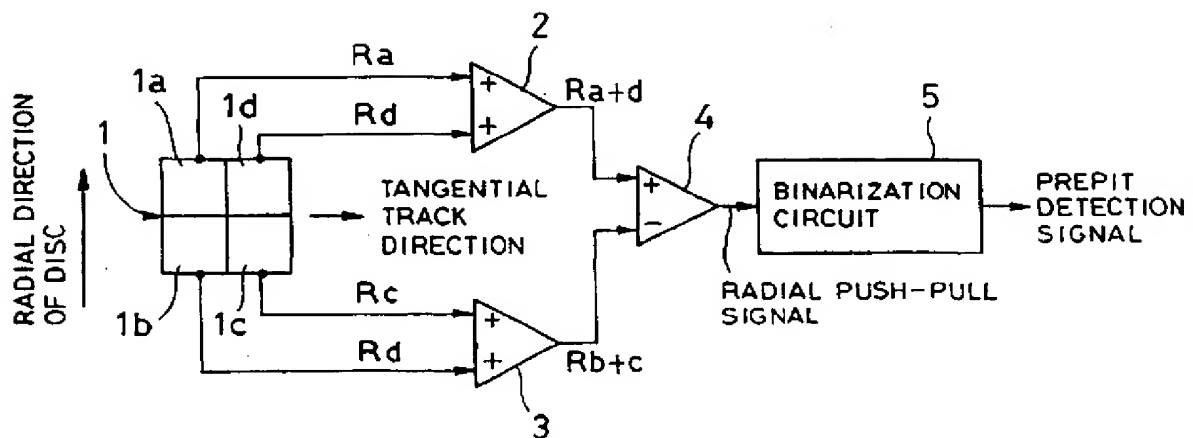 2
Ra
1a
1d
Rd
Ra+d
4
5
1
RADIAL DIRECTION
OF DISC
TANGENTIAL
TRACK
DIRECTION
+
+
+
−
BINARIZATION
CIRCUIT
PREPIT
DETECTION
SIGNAL
1b
1c
Rc
Rd
+
+
Rb+c
RADIAL PUSH-PULL
SIGNAL
3